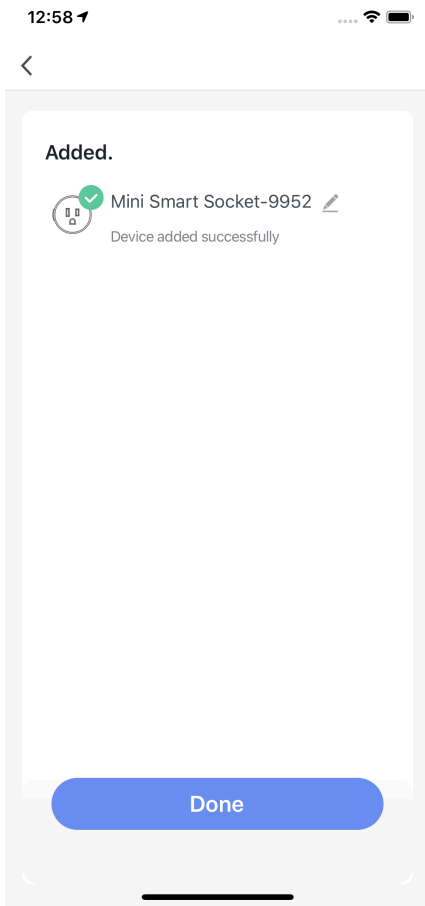 12:58
Added.
Mini Smart Socket-9952
Device added successfully
Done